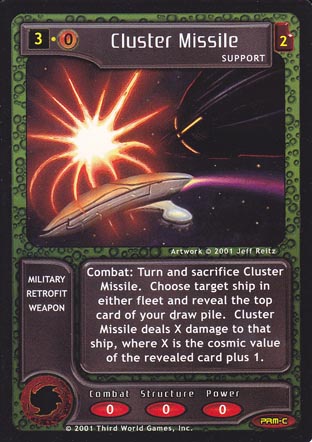 3 • 0
Cluster Missile
2
SUPPORT
Artwork © 2001 Jeff Reitz
MILITARY
RETROFIT
WEAPON
Combat: Turn and sacrifice Cluster
Missile. Choose target ship in
either fleet and reveal the top
card of your draw pile. Cluster
Missile deals X damage to that
ship, where X is the cosmic value
of the revealed card plus 1.
Combat Structure Power
0 0 0
© 2001 Third World Games, Inc.
PRM-C